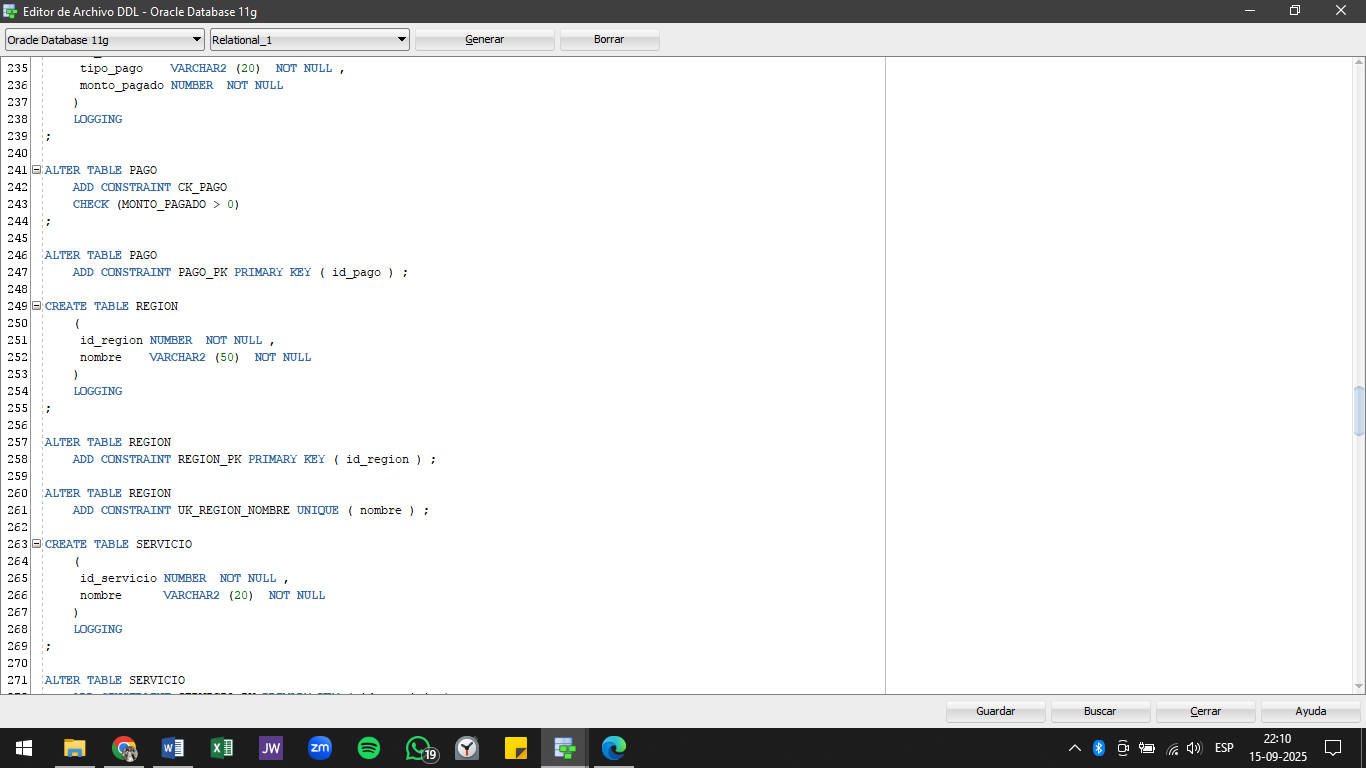 Editor de Archivo DDL - Oracle Database 11g
Oracle Database 11g Relational_1 Generar Borrar
235 tipo_pago VARCHAR2 (20) NOT NULL ,
236 monto_pagado NUMBER NOT NULL
237 )
238 LOGGING
239 ;
240
241 ALTER TABLE PAGO
242 ADD CONSTRAINT CK_PAGO
243 CHECK (MONTO_PAGADO > 0)
244 ;
245
246 ALTER TABLE PAGO
247 ADD CONSTRAINT PAGO_PK PRIMARY KEY ( id_pago ) ;
248
249 CREATE TABLE REGION
250 (
251 id_region NUMBER NOT NULL ,
252 nombre VARCHAR2 (50) NOT NULL
253 )
254 LOGGING
255 ;
256
257 ALTER TABLE REGION
258 ADD CONSTRAINT REGION_PK PRIMARY KEY ( id_region ) ;
259
260 ALTER TABLE REGION
261 ADD CONSTRAINT UK_REGION_NOMBRE UNIQUE ( nombre ) ;
262
263 CREATE TABLE SERVICIO
264 (
265 id_servicio NUMBER NOT NULL ,
266 nombre VARCHAR2 (20) NOT NULL
267 )
268 LOGGING
269 ;
270
271 ALTER TABLE SERVICIO
Guardar Buscar Cerrar Ayuda
JW zm 19 ESP 22:10
15-09-2025